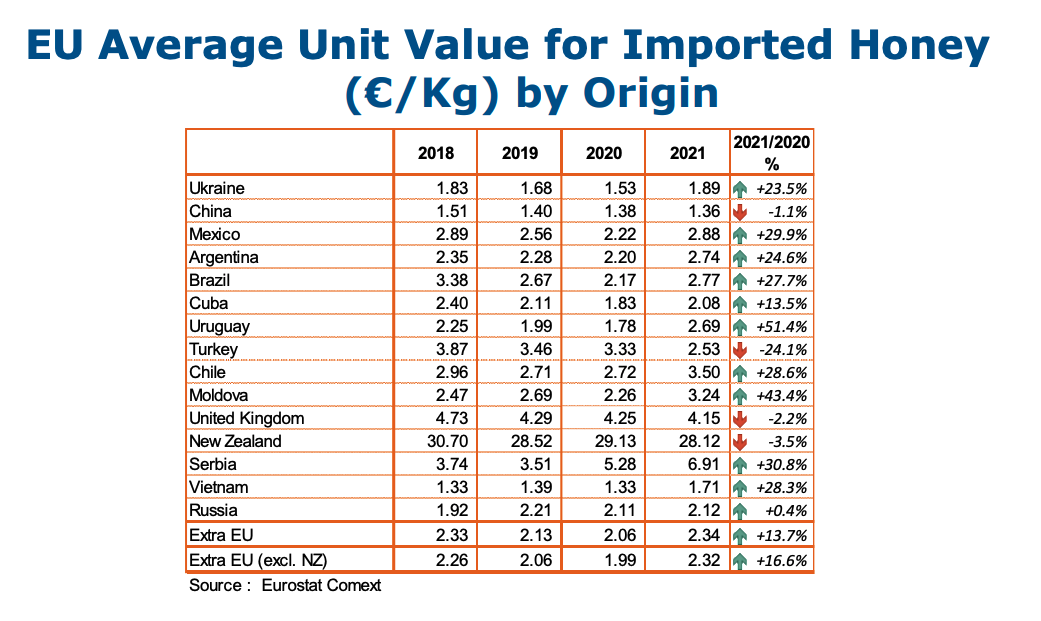 EU Average Unit Value for Imported Honey
(€/Kg) by Origin
2018 2019 2020 2021 2021/2020 %
Ukraine 1.83 1.68 1.53 1.89 +23.5%
China 1.51 1.40 1.38 1.36 -1.1%
Mexico 2.89 2.56 2.22 2.88 +29.9%
Argentina 2.35 2.28 2.20 2.74 +24.6%
Brazil 3.38 2.67 2.17 2.77 +27.7%
Cuba 2.40 2.11 1.83 2.08 +13.5%
Uruguay 2.25 1.99 1.78 2.69 +51.4%
Turkey 3.87 3.46 3.33 2.53 -24.1%
Chile 2.96 2.71 2.72 3.50 +28.6%
Moldova 2.47 2.69 2.26 3.24 +43.4%
United Kingdom 4.73 4.29 4.25 4.15 -2.2%
New Zealand 30.70 28.52 29.13 28.12 -3.5%
Serbia 3.74 3.51 5.28 6.91 +30.8%
Vietnam 1.33 1.39 1.33 1.71 +28.3%
Russia 1.92 2.21 2.11 2.12 +0.4%
Extra EU 2.33 2.13 2.06 2.34 +13.7%
Extra EU (excl. NZ) 2.26 2.06 1.99 2.32 +16.6%
Source : Eurostat Comext